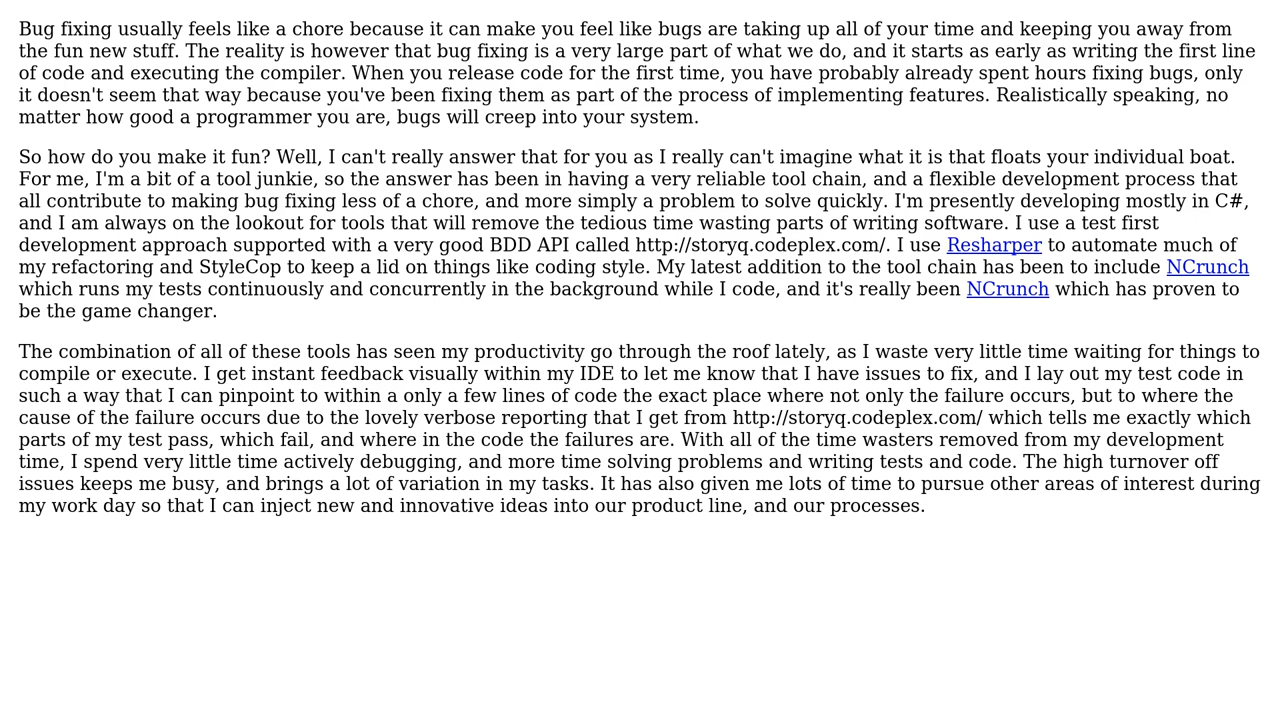 Bug fixing usually feels like a chore because it can make you feel like bugs are taking up all of your time and keeping you away from
the fun new stuff. The reality is however that bug fixing is a very large part of what we do, and it starts as early as writing the first line
of code and executing the compiler. When you release code for the first time, you have probably already spent hours fixing bugs, only
it doesn't seem that way because you've been fixing them as part of the process of implementing features. Realistically speaking, no
matter how good a programmer you are, bugs will creep into your system.
So how do you make it fun? Well, I can't really answer that for you as I really can't imagine what it is that floats your individual boat.
For me, I'm a bit of a tool junkie, so the answer has been in having a very reliable tool chain, and a flexible development process that
all contribute to making bug fixing less of a chore, and more simply a problem to solve quickly. I'm presently developing mostly in C#,
and I am always on the lookout for tools that will remove the tedious time wasting parts of writing software. I use a test first
development approach supported with a very good BDD API called http://storyq.codeplex.com/. I use Resharper to automate much of
my refactoring and StyleCop to keep a lid on things like coding style. My latest addition to the tool chain has been to include NCrunch
which runs my tests continuously and concurrently in the background while I code, and it's really been NCrunch which has proven to
be the game changer.
The combination of all of these tools has seen my productivity go through the roof lately, as I waste very little time waiting for things to
compile or execute. I get instant feedback visually within my IDE to let me know that I have issues to fix, and I lay out my test code in
such a way that I can pinpoint to within a only a few lines of code the exact place where not only the failure occurs, but to where the
cause of the failure occurs due to the lovely verbose reporting that I get from http://storyq.codeplex.com/ which tells me exactly which
parts of my test pass, which fail, and where in the code the failures are. With all of the time wasters removed from my development
time, I spend very little time actively debugging, and more time solving problems and writing tests and code. The high turnover off
issues keeps me busy, and brings a lot of variation in my tasks. It has also given me lots of time to pursue other areas of interest during
my work day so that I can inject new and innovative ideas into our product line, and our processes.